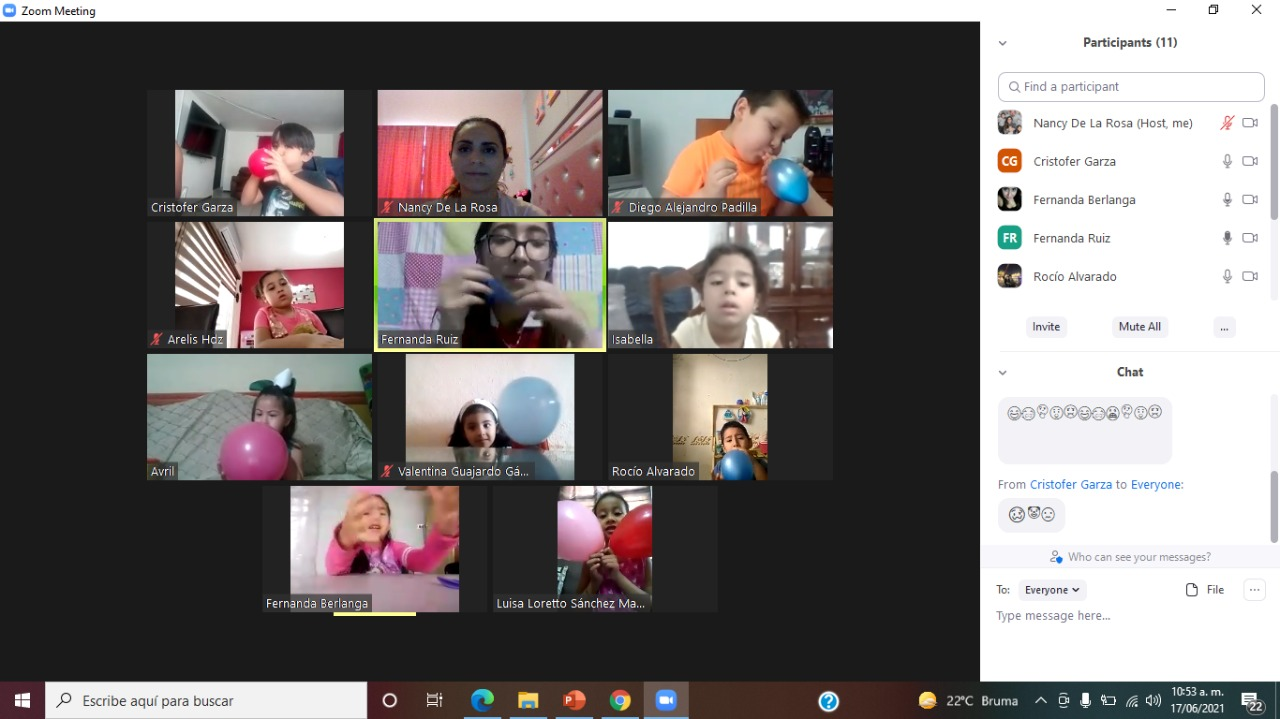 Zoom Meeting
Cristofer Garza
Nancy De La Rosa
Diego Alejandro Padilla
Arelis Hdz
Fernanda Ruiz
Isabella
Avril
Valentina Guajardo Gá...
Rocío Alvarado
Fernanda Berlanga
Luisa Loretto Sánchez Ma...
Participants (11)
Find a participant
Nancy De La Rosa (Host, me)
CG Cristofer Garza
Fernanda Berlanga
FR Fernanda Ruiz
Rocío Alvarado
Invite Mute All ...
Chat
From Cristofer Garza to Everyone:
Who can see your messages?
To: Everyone File ...
Type message here...
Escribe aquí para buscar
22°C Bruma
10:53 a. m.
17/06/2021
22